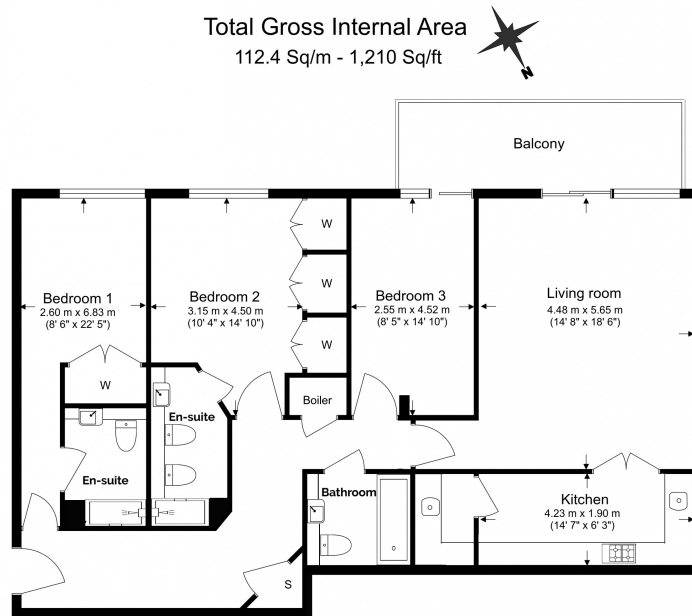 Total Gross Internal Area
112.4 Sq/m - 1,210 Sq/ft
N
Balcony
W
Bedroom 1
2.60 m x 6.83 m
(8' 6" x 22' 5")
Bedroom 2
3.15 m x 4.50 m
(10' 4" x 14' 10")
W
Bedroom 3
2.55 m x 4.52 m
(8' 5" x 14' 10")
Living room
4.48 m x 5.65 m
(14' 8" x 18' 6")
W
W
Boiler
En-suite
En-suite
Bathroom
Kitchen
4.23 m x 1.90 m
(14' 7" x 6' 3")
S